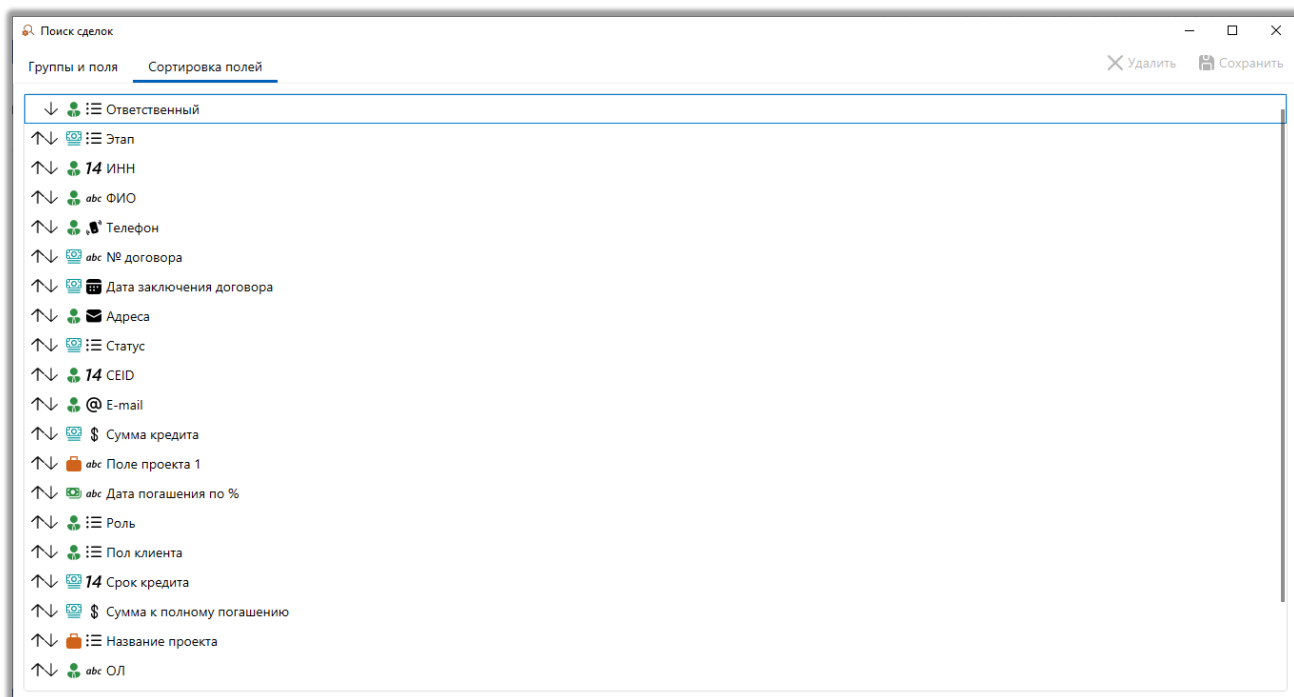 Поиск сделок
Группы и поля Сортировка полей Удалить Сохранить
Ответственный
Этап
14 ИНН
abc ФИО
Телефон
abc № договора
Дата заключения договора
Адреса
Статус
14 CEID
@ E-mail
$ Сумма кредита
abc Поле проекта 1
abc Дата погашения по %
Роль
Пол клиента
14 Срок кредита
$ Сумма к полному погашению
Название проекта
abc ОЛ